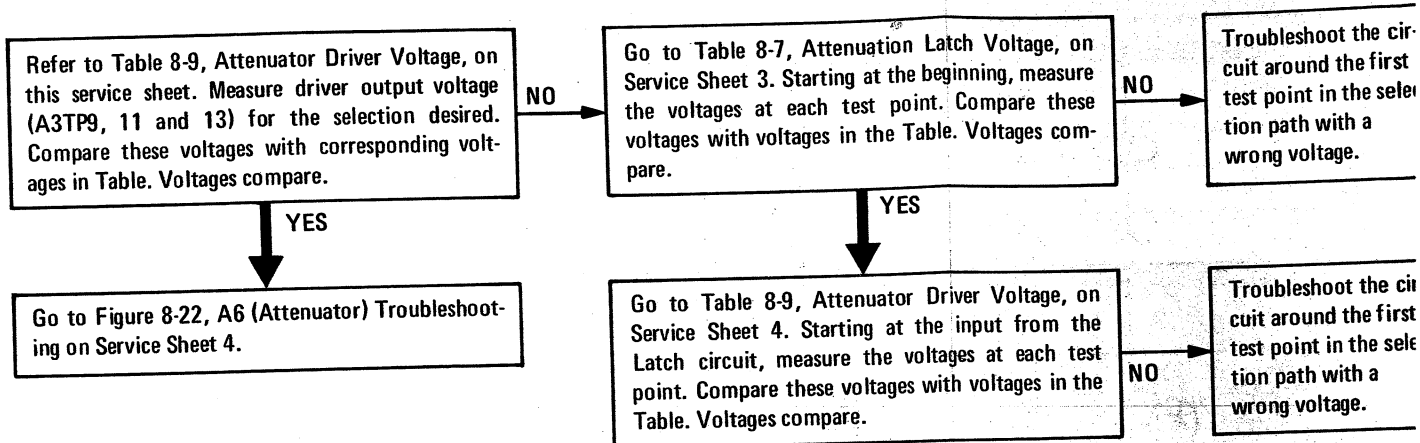 Refer to Table 8-9, Attenuator Driver Voltage, on
this service sheet. Measure driver output voltage
(A3TP9, 11 and 13) for the selection desired.
Compare these voltages with corresponding volt-
ages in Table. Voltages compare.
NO
Go to Table 8-7, Attenuation Latch Voltage, on
Service Sheet 3. Starting at the beginning, measure
the voltages at each test point. Compare these
voltages with voltages in the Table. Voltages com-
pare.
NO
Troubleshoot the cir-
cuit around the first
test point in the
tion path with a
wrong voltage.
YES
YES
Go to Figure 8-22, A6 (Attenuator) Troubleshoot-
ing on Service Sheet 4.
Go to Table 8-9, Attenuator Driver Voltage, on
Service Sheet 4. Starting at the input from the
Latch circuit, measure the voltages at each test
point. Compare these voltages with voltages in the
Table. Voltages compare.
NO
Troubleshoot the
cuit around the first
test point in the
tion path with a
wrong voltage.